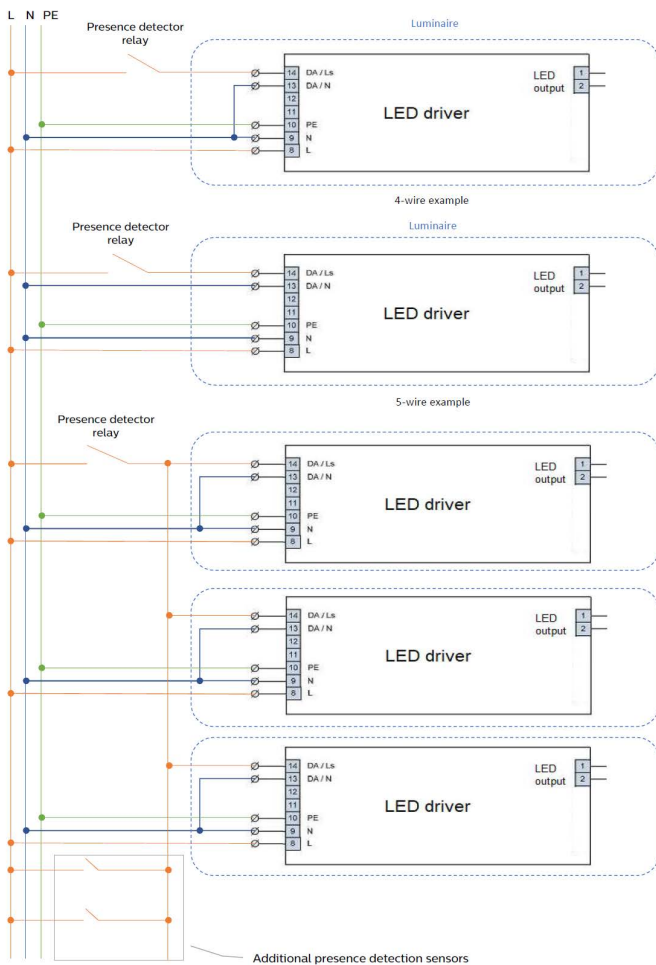 L N PE
Presence detector
relay
Luminaire
14 DA / Ls
13 DA / N
12
11
10 PE
9 N
8 L
LED driver
LED
output
1
2
4-wire example
Presence detector
relay
Luminaire
14 DA / Ls
13 DA / N
12
11
10 PE
9 N
8 L
LED driver
LED
output
1
2
5-wire example
Presence detector
relay
14 DA / Ls
13 DA / N
12
11
10 PE
9 N
8 L
LED driver
LED
output
1
2
14 DA / Ls
13 DA / N
12
11
10 PE
9 N
8 L
LED driver
LED
output
1
2
14 DA / Ls
13 DA / N
12
11
10 PE
9 N
8 L
LED driver
LED
output
1
2
Additional presence detection sensors